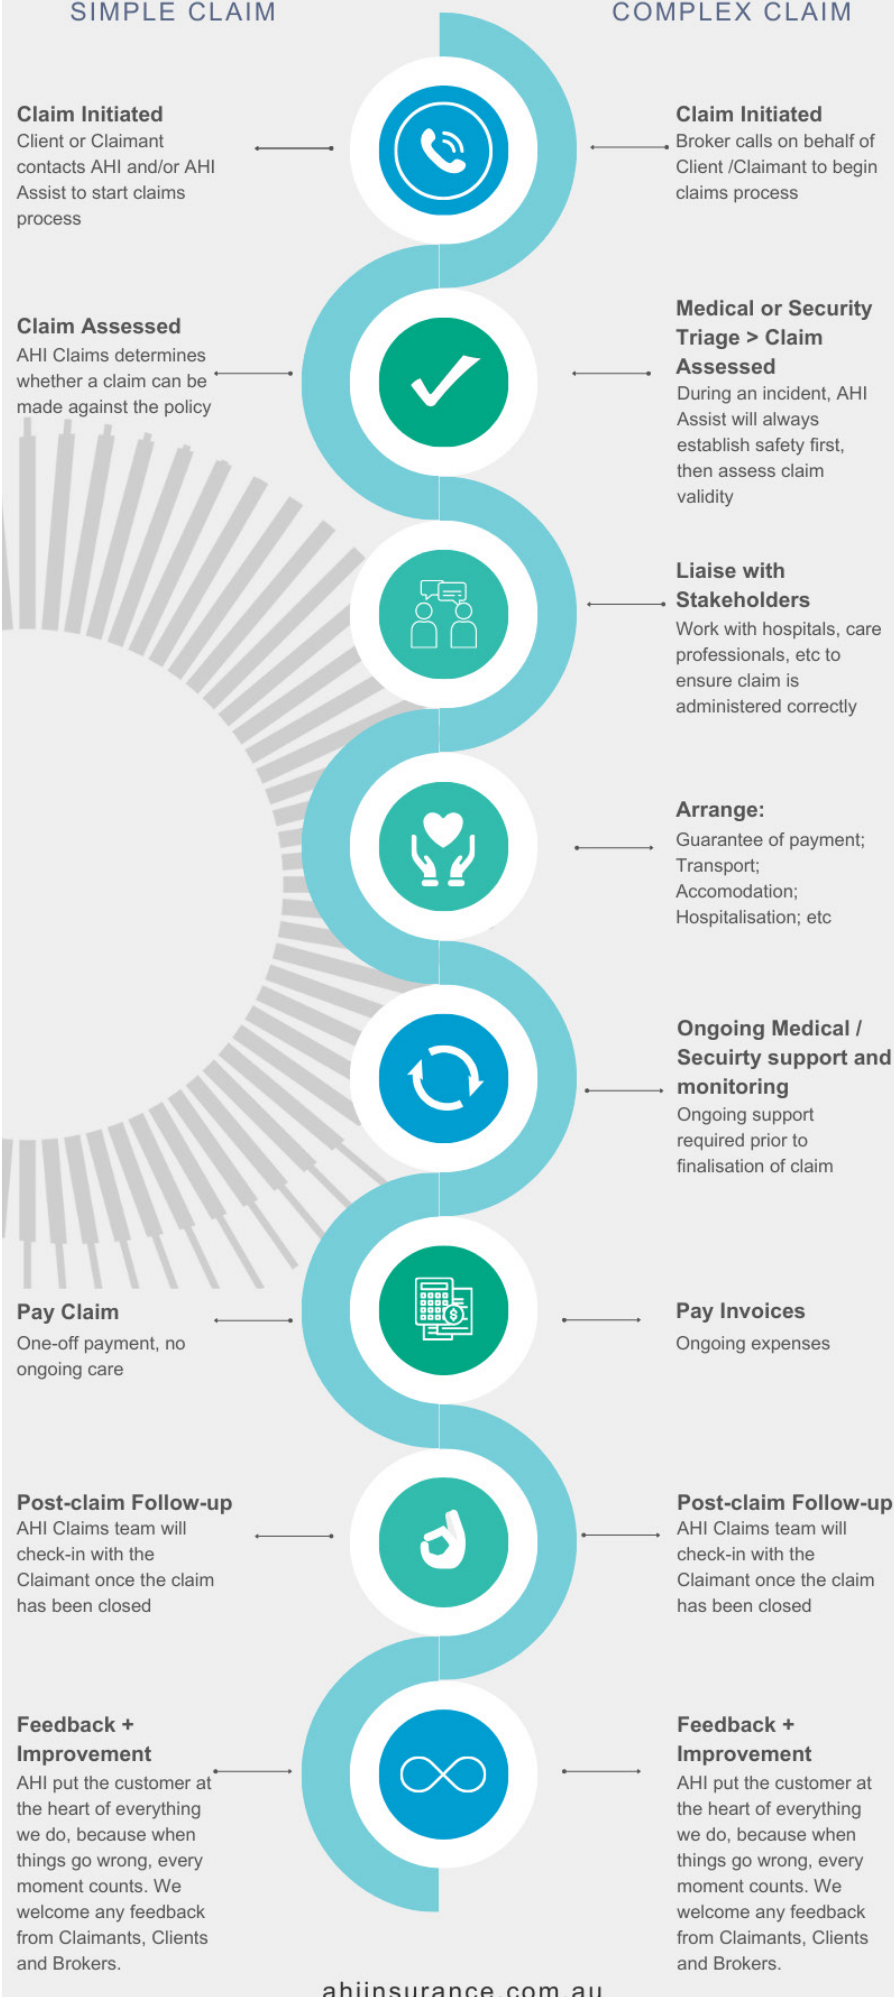 SIMPLE CLAIM
COMPLEX CLAIM
Claim Initiated
Client or Claimant
contacts AHI and/or AHI
Assist to start claims
process
Claim Initiated
Broker calls on behalf of
Client /Claimant to begin
claims process
Claim Assessed
AHI Claims determines
whether a claim can be
made against the policy
Medical or Security
Triage > Claim
Assessed
During an incident, AHI
Assist will always
establish safety first,
then assess claim
validity
Liaise with
Stakeholders
Work with hospitals, care
professionals, etc to
ensure claim is
administered correctly
Arrange:
Guarantee of payment;
Transport;
Accomodation;
Hospitalisation; etc
Ongoing Medical /
Secuirty support and
monitoring
Ongoing support
required prior to
finalisation of claim
Pay Claim
One-off payment, no
ongoing care
$
Pay Invoices
Ongoing expenses
Post-claim Follow-up
AHI Claims team will
check-in with the
Claimant once the claim
has been closed
Post-claim Follow-up
AHI Claims team will
check-in with the
Claimant once the claim
has been closed
Feedback +
Improvement
AHI put the customer at
the heart of everything
we do, because when
things go wrong, every
moment counts. We
welcome any feedback
from Claimants, Clients
and Brokers.
Feedback +
Improvement
AHI put the customer at
the heart of everything
we do, because when
things go wrong, every
moment counts. We
welcome any feedback
from Claimants, Clients
and Brokers.
ahiinsurance.com.au